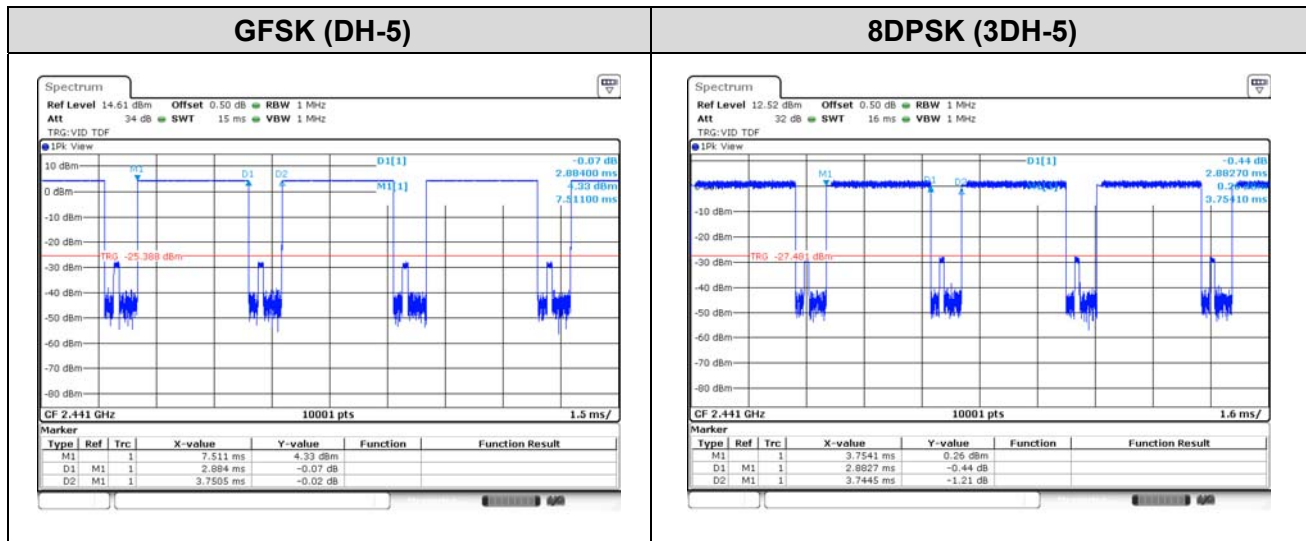 GFSK (DH-5)
Spectrum
Ref Level 14.61 dBm Offset 0.50 dB RBW 1 MHz
Att 34 dB SWT 15 ms VBW 1 MHz
TRG:VID TDF
1Pk View
D1[1] -0.07 dB
2.88400 ms
M1[1] 4.33 dBm
7.51100 ms
M1
D1
D2
10 dBm
0 dBm
-10 dBm
-20 dBm
TRG -25.388 dBm
-30 dBm
-40 dBm
-50 dBm
-60 dBm
-70 dBm
-80 dBm
CF 2.441 GHz 10001 pts 1.5 ms/
Marker
Type Ref Trc X-value Y-value Function Function Result
M1 1 7.511 ms 4.33 dBm
D1 M1 1 2.884 ms -0.07 dB
D2 M1 1 3.7505 ms -0.02 dB
8DPSK (3DH-5)
Spectrum
Ref Level 12.52 dBm Offset 0.50 dB RBW 1 MHz
Att 32 dB SWT 16 ms VBW 1 MHz
TRG:VID TDF
1Pk View
D1[1] -0.44 dB
2.88270 ms
0.26 dBm
3.75410 ms
M1
D1
D2
-10 dBm
-20 dBm
TRG -27.481 dBm
-30 dBm
-40 dBm
-50 dBm
-60 dBm
-70 dBm
-80 dBm
CF 2.441 GHz 10001 pts 1.6 ms/
Marker
Type Ref Trc X-value Y-value Function Function Result
M1 1 3.7541 ms 0.26 dBm
D1 M1 1 2.8827 ms -0.44 dB
D2 M1 1 3.7445 ms -1.21 dB